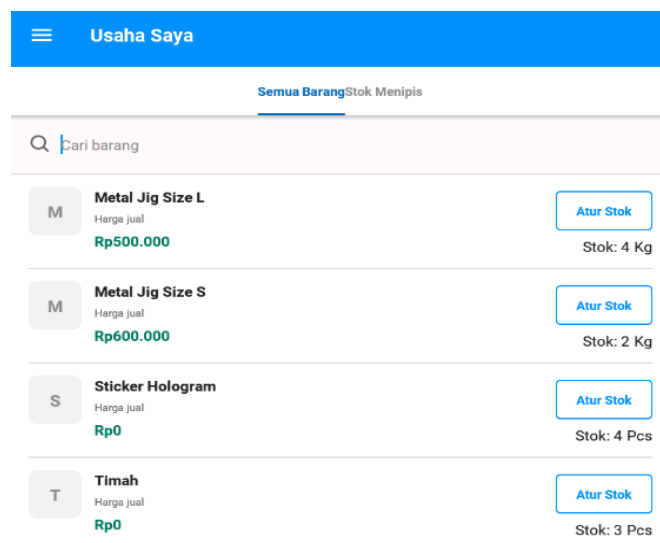 Usaha Saya
Semua Barang Stok Menipis
Cari barang
M
Metal Jig Size L
Harga jual
Rp500.000
Atur Stok
Stok: 4 Kg
M
Metal Jig Size S
Harga jual
Rp600.000
Atur Stok
Stok: 2 Kg
S
Sticker Hologram
Harga jual
Rp0
Atur Stok
Stok: 4 Pcs
T
Timah
Harga jual
Rp0
Atur Stok
Stok: 3 Pcs